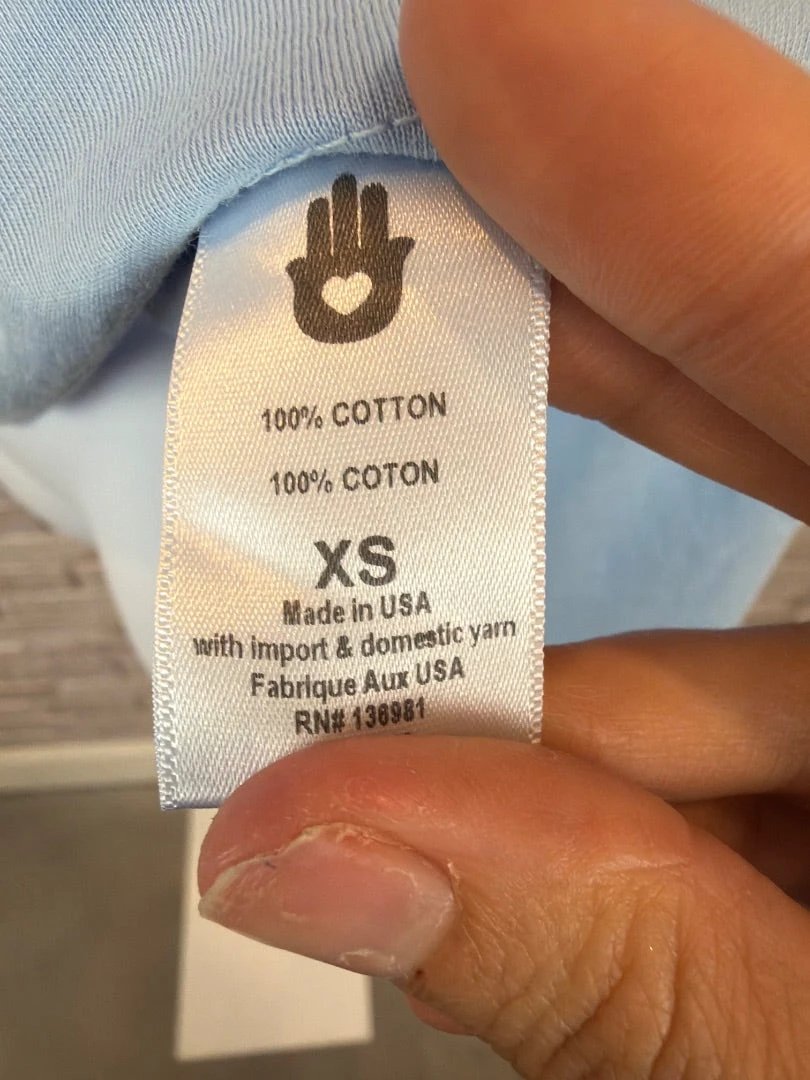 100% COTTON
100% COTON
XS
Made in USA
with import & domestic yarn
Fabrique Aux USA
RN# 136981